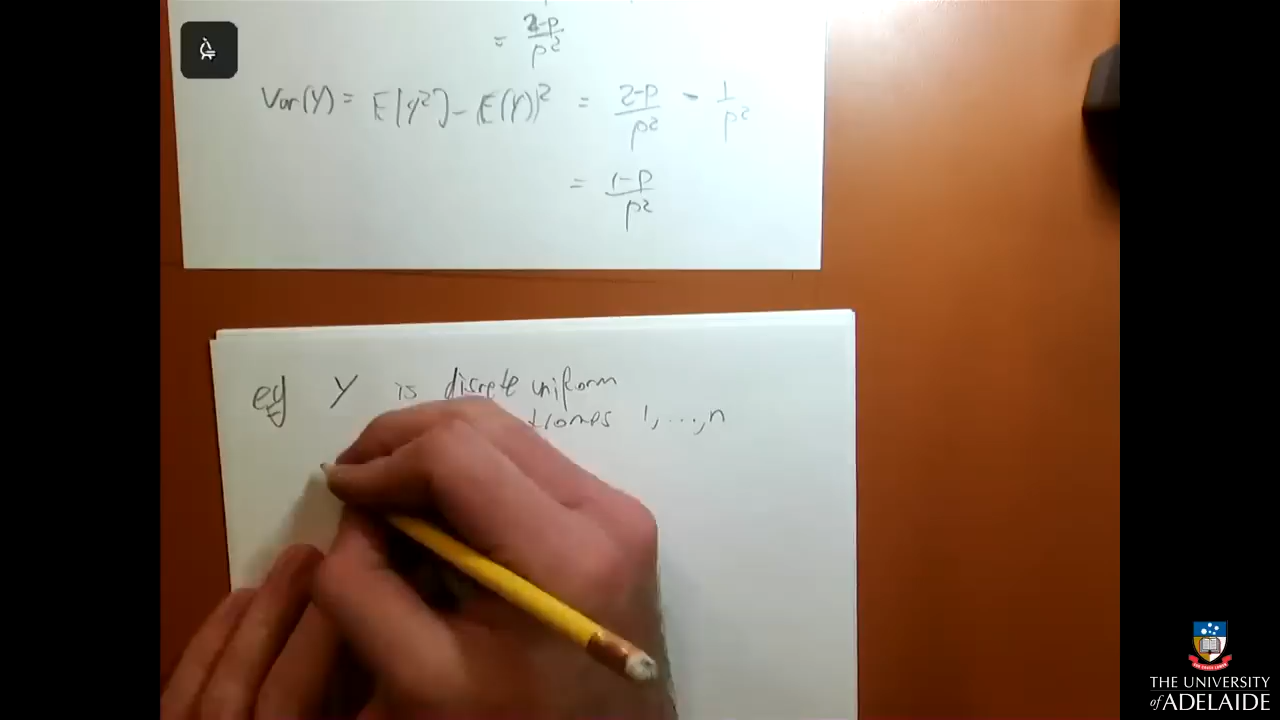 = 2-p/p²
Var(Y) = E[Y²] - (E(Y))² = 2-p/p² - 1/p²
= 1-p/p²
eg Y is discrete uniform
1, ..., n
THE UNIVERSITY
of ADELAIDE